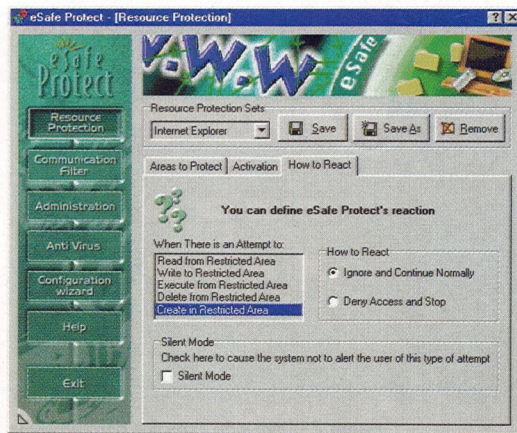 eSafe Protect - [Resource Protection]
eSafe
Protect
V.W.W
eSafe
Resource
Protection
Communication
Filter
Administration
Anti Virus
Configuration
wizard
Help
Exit
Resource Protection Sets
Internet Explorer
Save
Save As
Remove
Areas to Protect
Activation
How to React
You can define eSafe Protect's reaction
When There is an Attempt to:
Read from Restricted Area
Write to Restricted Area
Execute from Restricted Area
Delete from Restricted Area
Create in Restricted Area
How to React
Ignore and Continue Normally
Deny Access and Stop
Silent Mode
Check here to cause the system not to alert the user of this type of attempt
Silent Mode